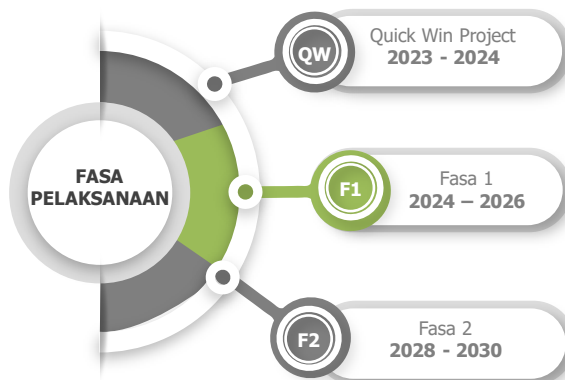 FASA
PELAKSANAAN
QW
Quick Win Project
2023 - 2024
F1
Fasa 1
2024 – 2026
F2
Fasa 2
2028 - 2030